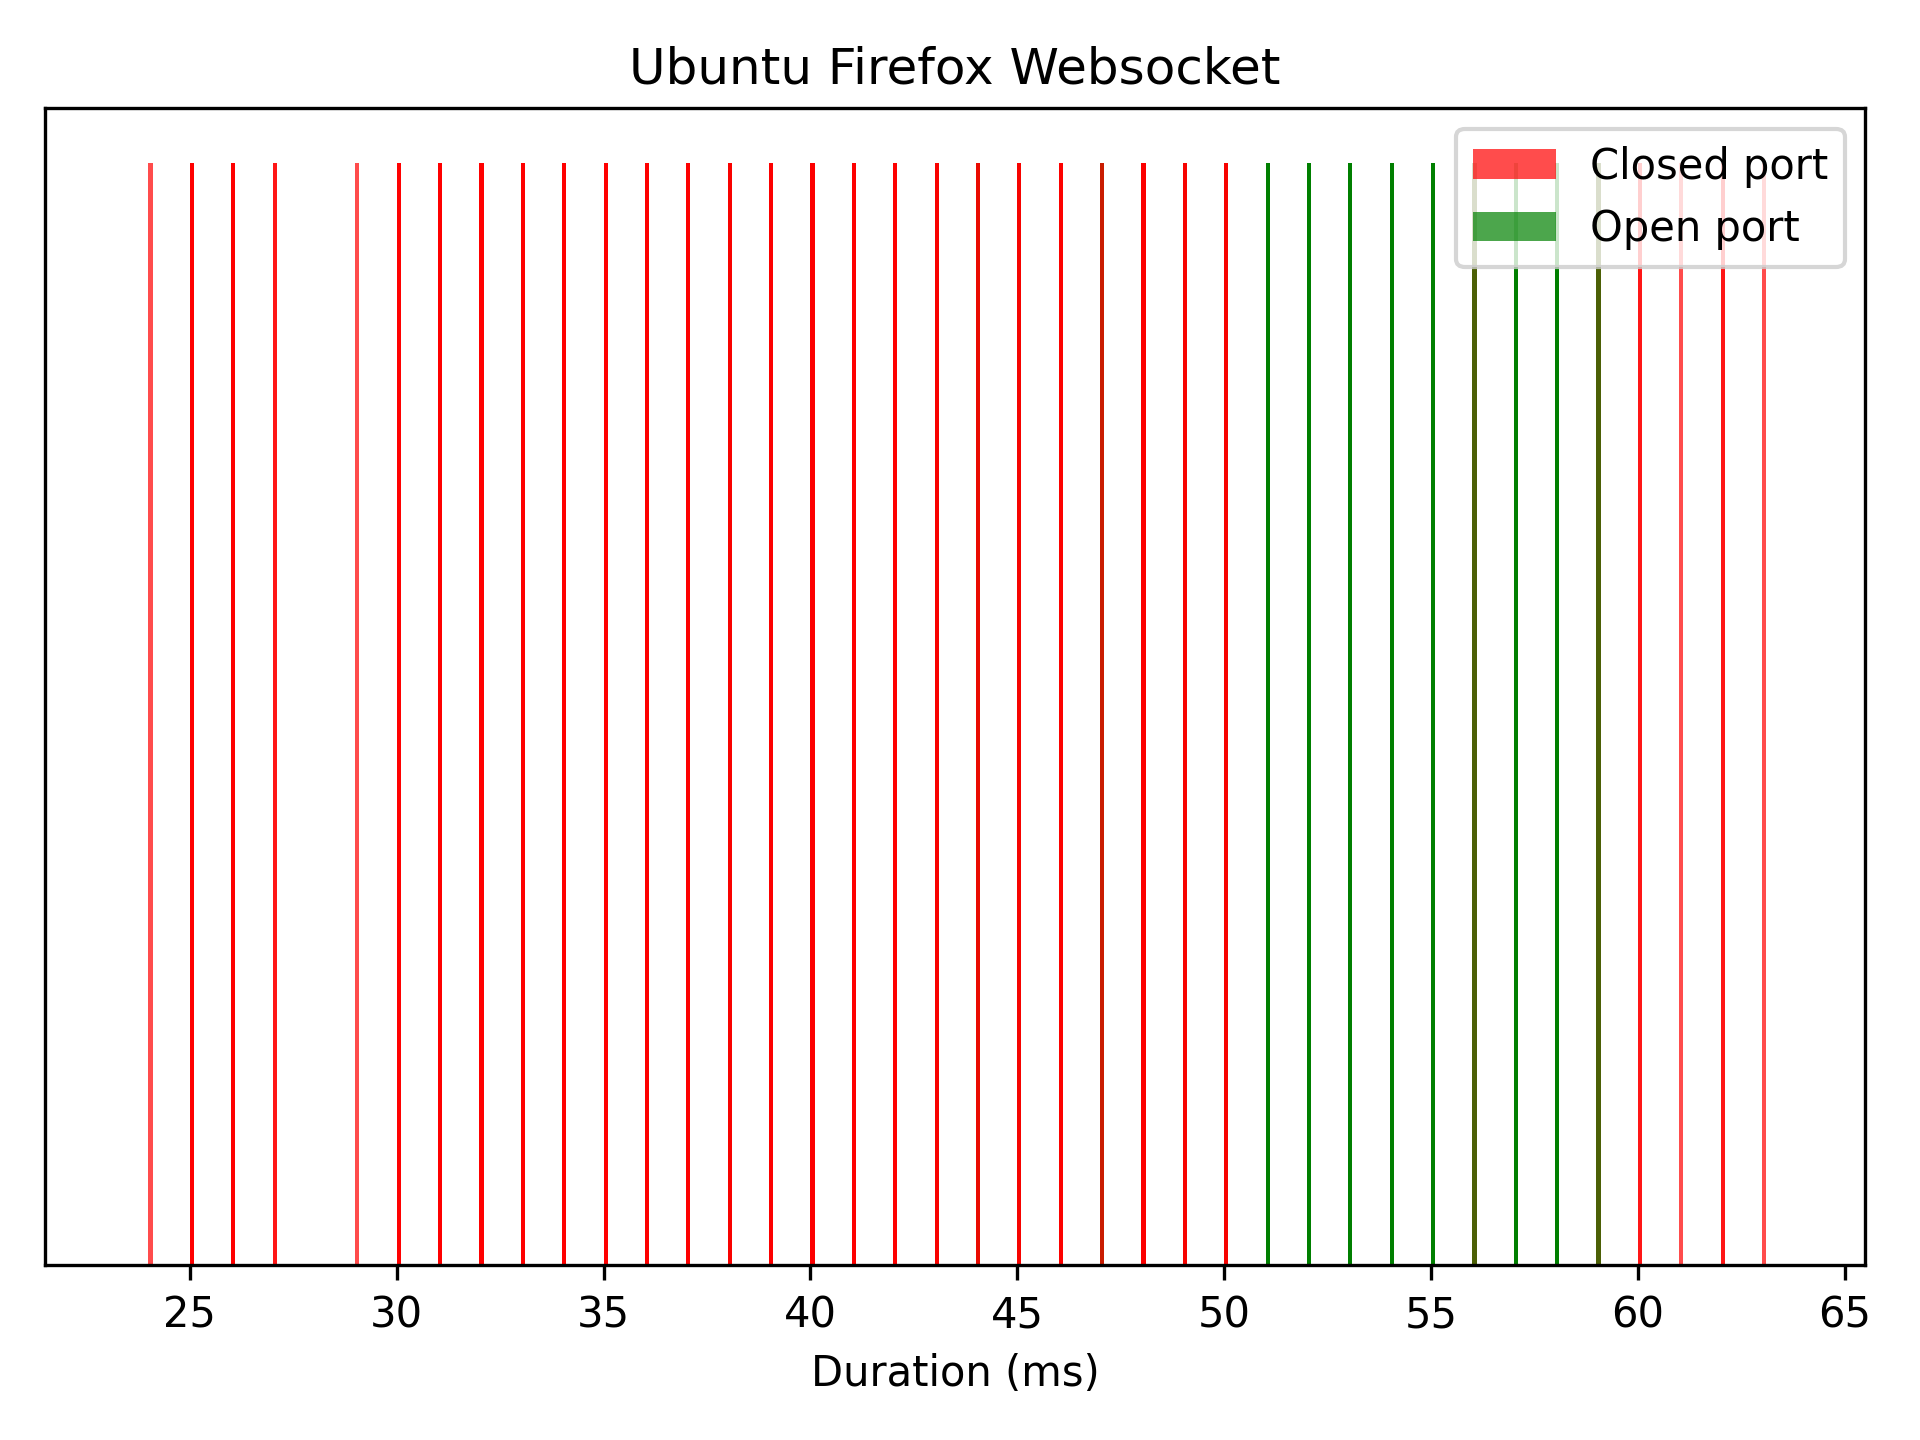 Ubuntu Firefox Websocket
Closed port
Open port
25 30 35 40 45 50 55 60 65
Duration (ms)